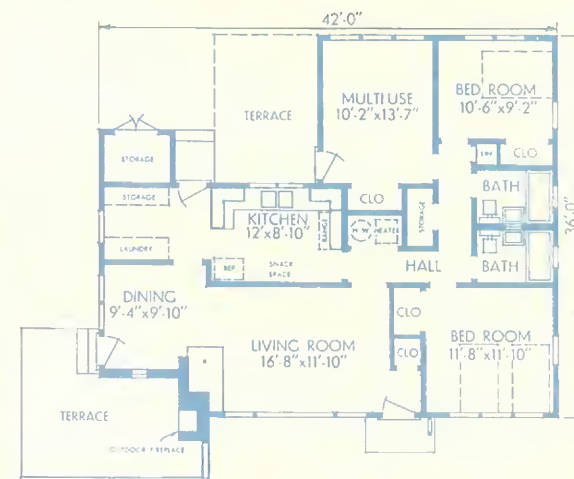 42'-0"
TERRACE
MULTI USE
10'-2"x13'-7"
BED ROOM
10'-6"x9'-2"
STORAGE
LIN
CLO
STORAGE
CLO
BATH
KITCHEN
12'x8'-10"
RANGE
H.W.
HEATER
STORAGE
36'-0"
LAUNDRY
REF.
SNACK
SPACE
HALL
BATH
DINING
9'-4"x9'-10"
CLO
LIVING ROOM
16'-8"x11'-10"
CLO
BED ROOM
11'-8"x11'-10"
TERRACE
OUTDOOR FIREPLACE